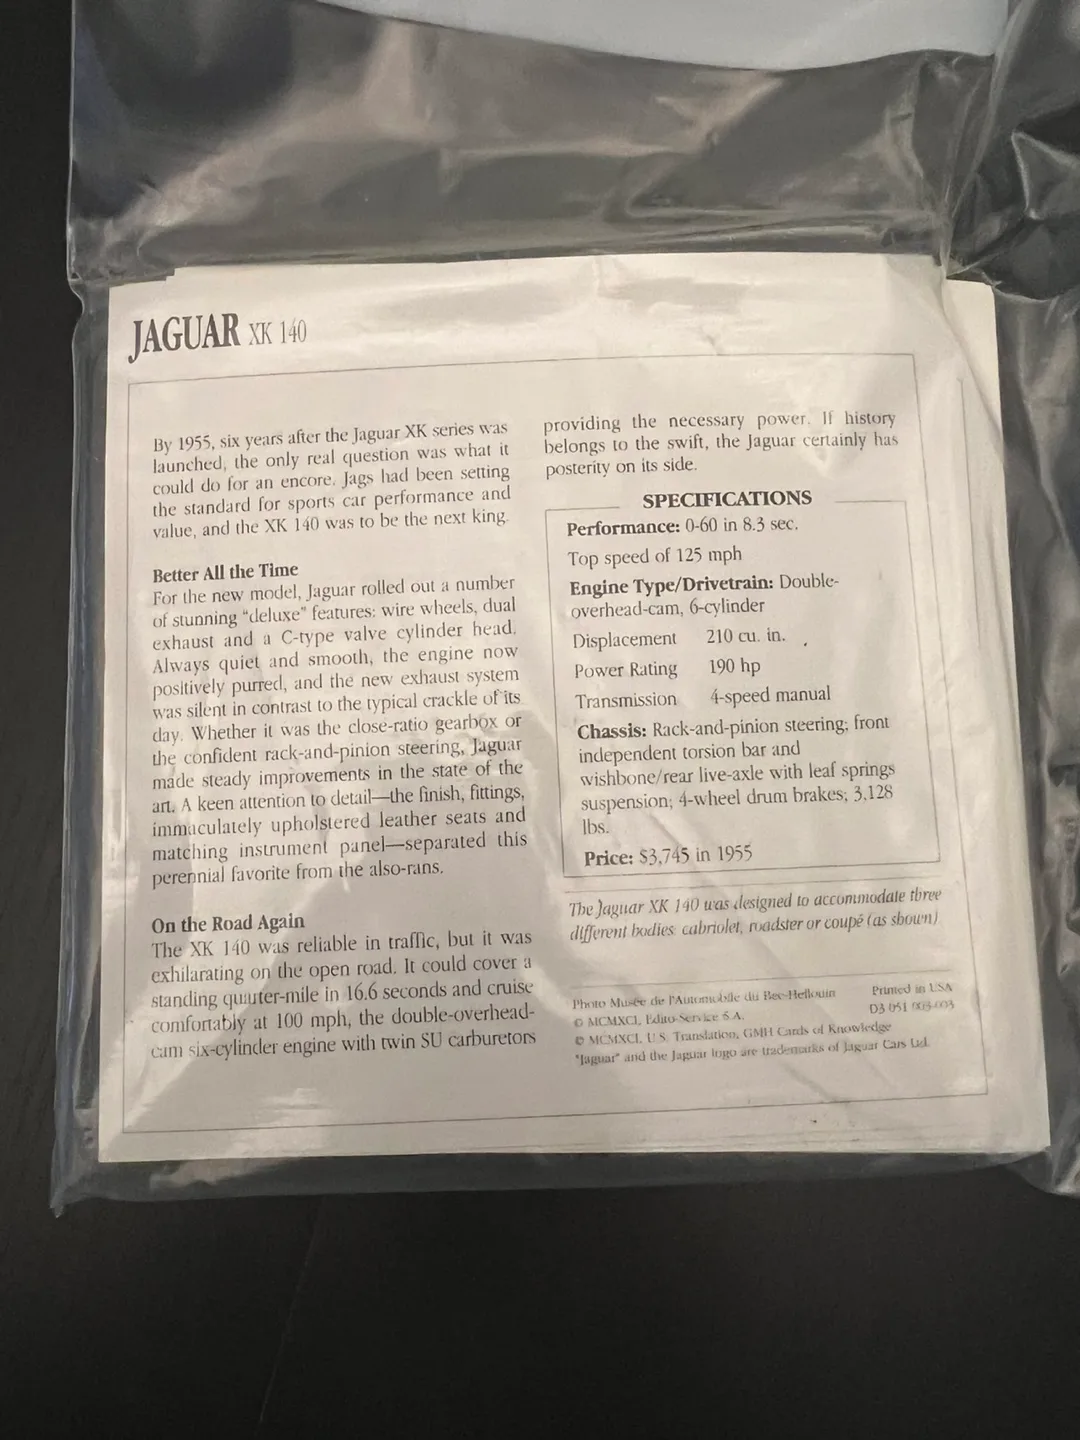 JAGUAR XK 140
By 1955, six years after the Jaguar XK series was
launched, the only real question was what it
could do for an encore. Jags had been setting
the standard for sports car performance and
value, and the XK 140 was to be the next king.
Better All the Time
For the new model, Jaguar rolled out a number
of stunning "deluxe" features: wire wheels, dual
exhaust and a C-type valve cylinder head.
Always quiet and smooth, the engine now
positively purred, and the new exhaust system
was silent in contrast to the typical crackle of its
day. Whether it was the close-ratio gearbox or
the confident rack-and-pinion steering, Jaguar
made steady improvements in the state of the
art. A keen attention to detail—the finish, fittings,
immaculately upholstered leather seats and
matching instrument panel—separated this
perennial favorite from the also-rans.
On the Road Again
The XK 140 was reliable in traffic, but it was
exhilarating on the open road. It could cover a
standing quarter-mile in 16.6 seconds and cruise
comfortably at 100 mph, the double-overhead-
cam six-cylinder engine with twin SU carburetors
providing the necessary power. If history
belongs to the swift, the Jaguar certainly has
posterity on its side.
SPECIFICATIONS
Performance: 0-60 in 8.3 sec.
Top speed of 125 mph
Engine Type/Drivetrain: Double-
overhead-cam, 6-cylinder
Displacement 210 cu. in.
Power Rating 190 hp
Transmission 4-speed manual
Chassis: Rack-and-pinion steering; front
independent torsion bar and
wishbone/rear live-axle with leaf springs
suspension; 4-wheel drum brakes; 3,128
lbs.
Price: $3,745 in 1955
The Jaguar XK 140 was designed to accommodate three
different bodies: cabriolet, roadster or coupé (as shown).
Photo Musée de l'Automobile du Bec-Hellouin Printed in USA
© MCMXCI, Edito-Service S.A. D3 051
© MCMXCI, U.S. Translation, GMH Cards of Knowledge
"Jaguar" and the Jaguar logo are trademarks of Jaguar Cars Ltd.